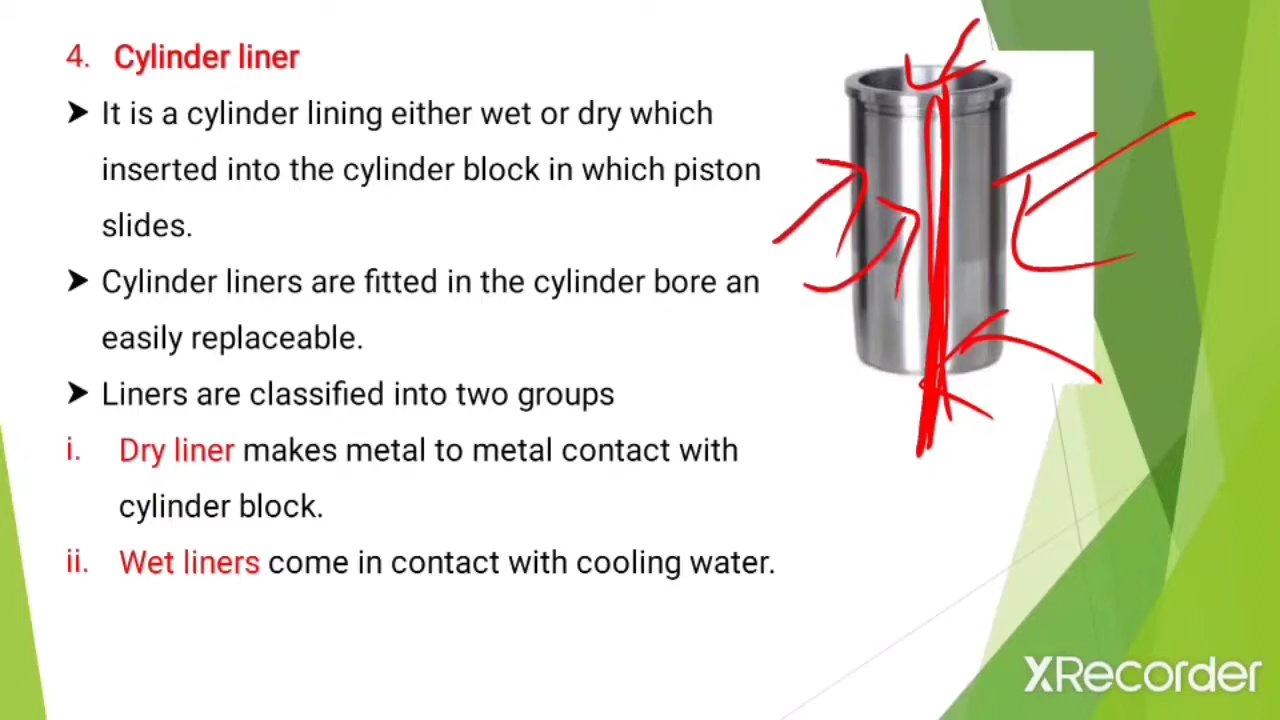 4. Cylinder liner
➤ It is a cylinder lining either wet or dry which
inserted into the cylinder block in which piston
slides.
➤ Cylinder liners are fitted in the cylinder bore an
easily replaceable.
➤ Liners are classified into two groups
i. Dry liner makes metal to metal contact with
cylinder block.
ii. Wet liners come in contact with cooling water.
XRecorder